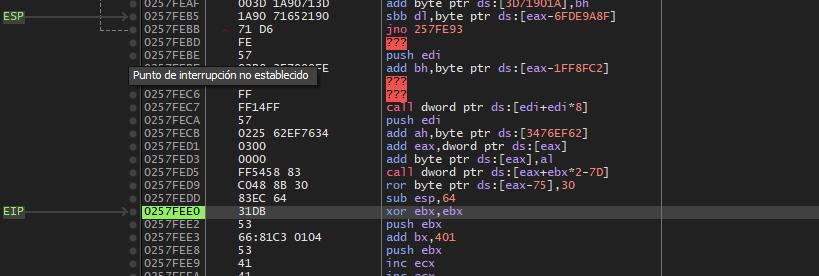 0257FEAF 003D 1A90713D add byte ptr ds:[3D71901A],bh
ESP 0257FEB5 1A90 71652190 sbb dl,byte ptr ds:[eax-6FDE9A8F]
0257FEBB 71 D6 jno 257FE93
0257FEBD FE ???
0257FEBE 57 push edi
add bh,byte ptr ds:[eax-1FF8FC2]
Punto de interrupción no establecido
???
0257FEC6 FF ???
0257FEC7 FF14FF call dword ptr ds:[edi+edi*8]
0257FECA 57 push edi
0257FECB 0225 62EF7634 add ah,byte ptr ds:[3476EF62]
0257FED1 0300 add eax,dword ptr ds:[eax]
0257FED3 0000 add byte ptr ds:[eax],al
0257FED5 FF5458 83 call dword ptr ds:[eax+ebx*2-7D]
0257FED9 C048 8B 30 ror byte ptr ds:[eax-75],30
0257FEDD 83EC 64 sub esp,64
EIP 0257FEE0 31DB xor ebx,ebx
0257FEE2 53 push ebx
0257FEE3 66:81C3 0104 add bx,401
0257FEE8 53 push ebx
0257FEE9 41 inc ecx
0257FEEA 41 inc ecx